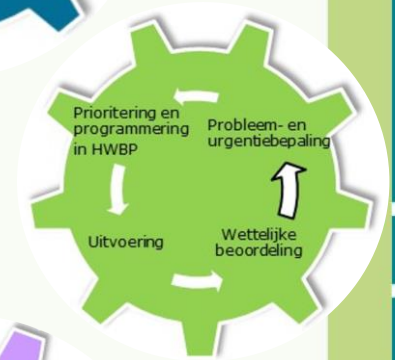 Prioritering en
programmering
in HWBP
Probleem- en
urgentiebepaling
Uitvoering
Wettelijke
beoordeling